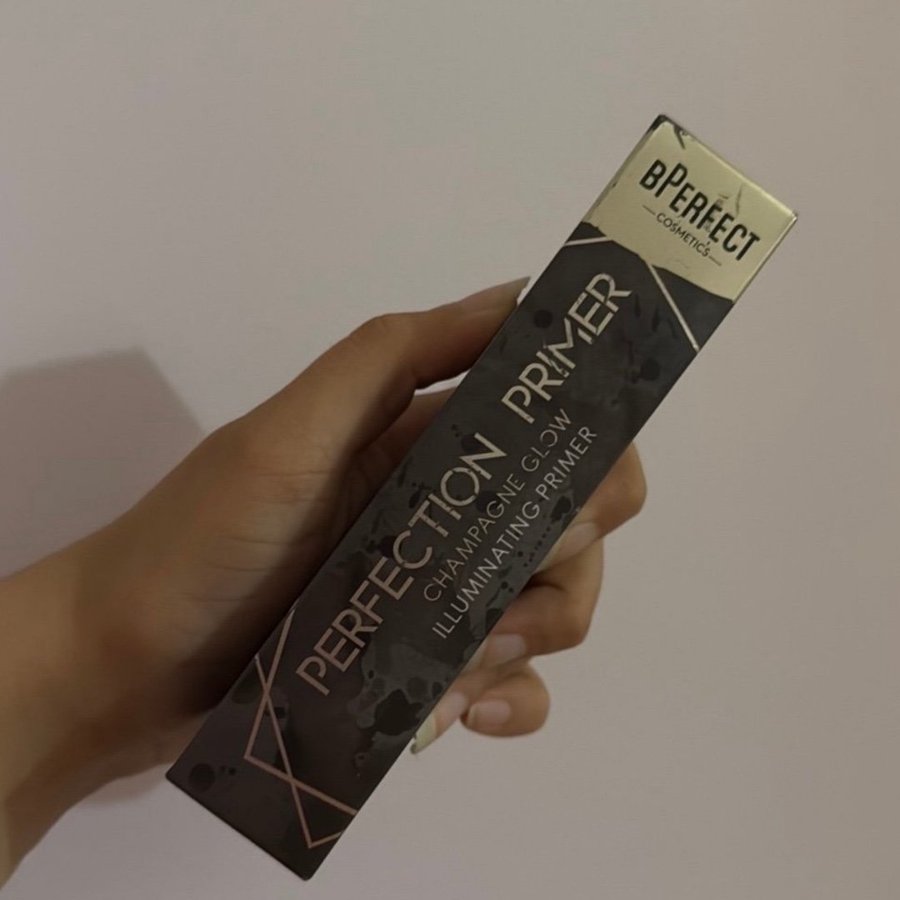 BPERFECT
COSMETICS
PERFECTION PRIMER
CHAMPAGNE GLOW
ILLUMINATING PRIMER